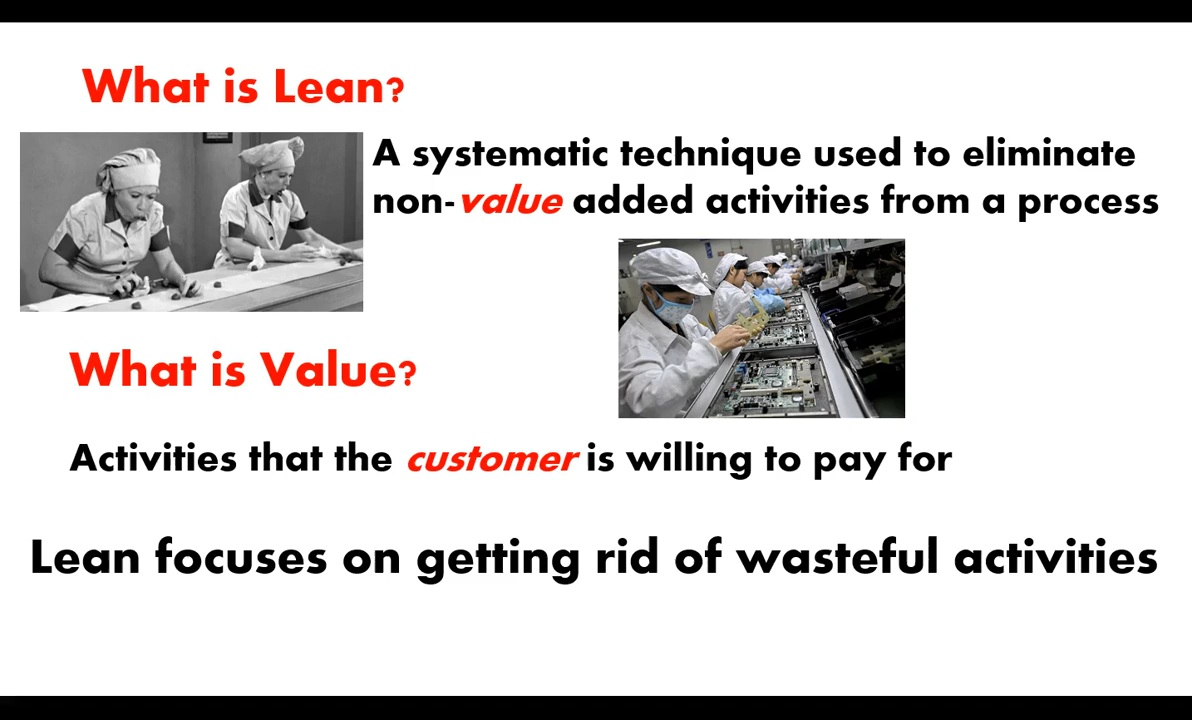 What is Lean?
A systematic technique used to eliminate
non-value added activities from a process
What is Value?
Activities that the customer is willing to pay for
Lean focuses on getting rid of wasteful activities